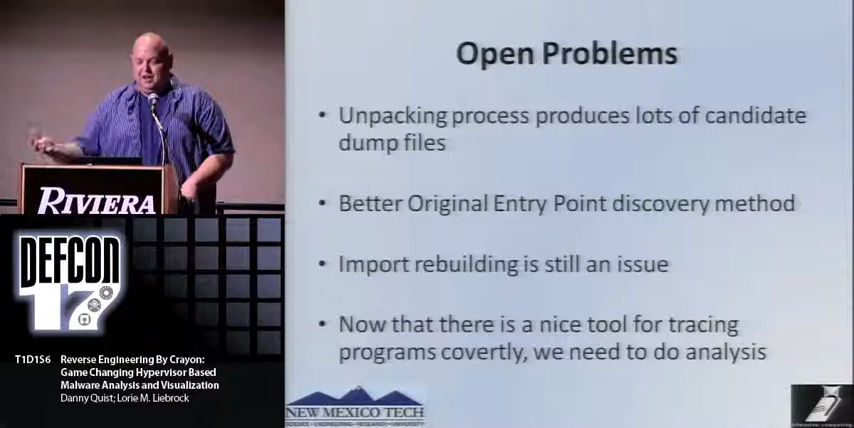 Open Problems
• Unpacking process produces lots of candidate
dump files
• Better Original Entry Point discovery method
• Import rebuilding is still an issue
• Now that there is a nice tool for tracing
programs covertly, we need to do analysis
RIVIERA
DEFCON
17
T1D1S6 Reverse Engineering By Crayon:
Game Changing Hypervisor Based
Malware Analysis and Visualization
Danny Quist; Lorie M. Liebrock
NEW MEXICO TECH
SCIENCE • ENGINEERING • RESEARCH • UNIVERSITY
offensive computing